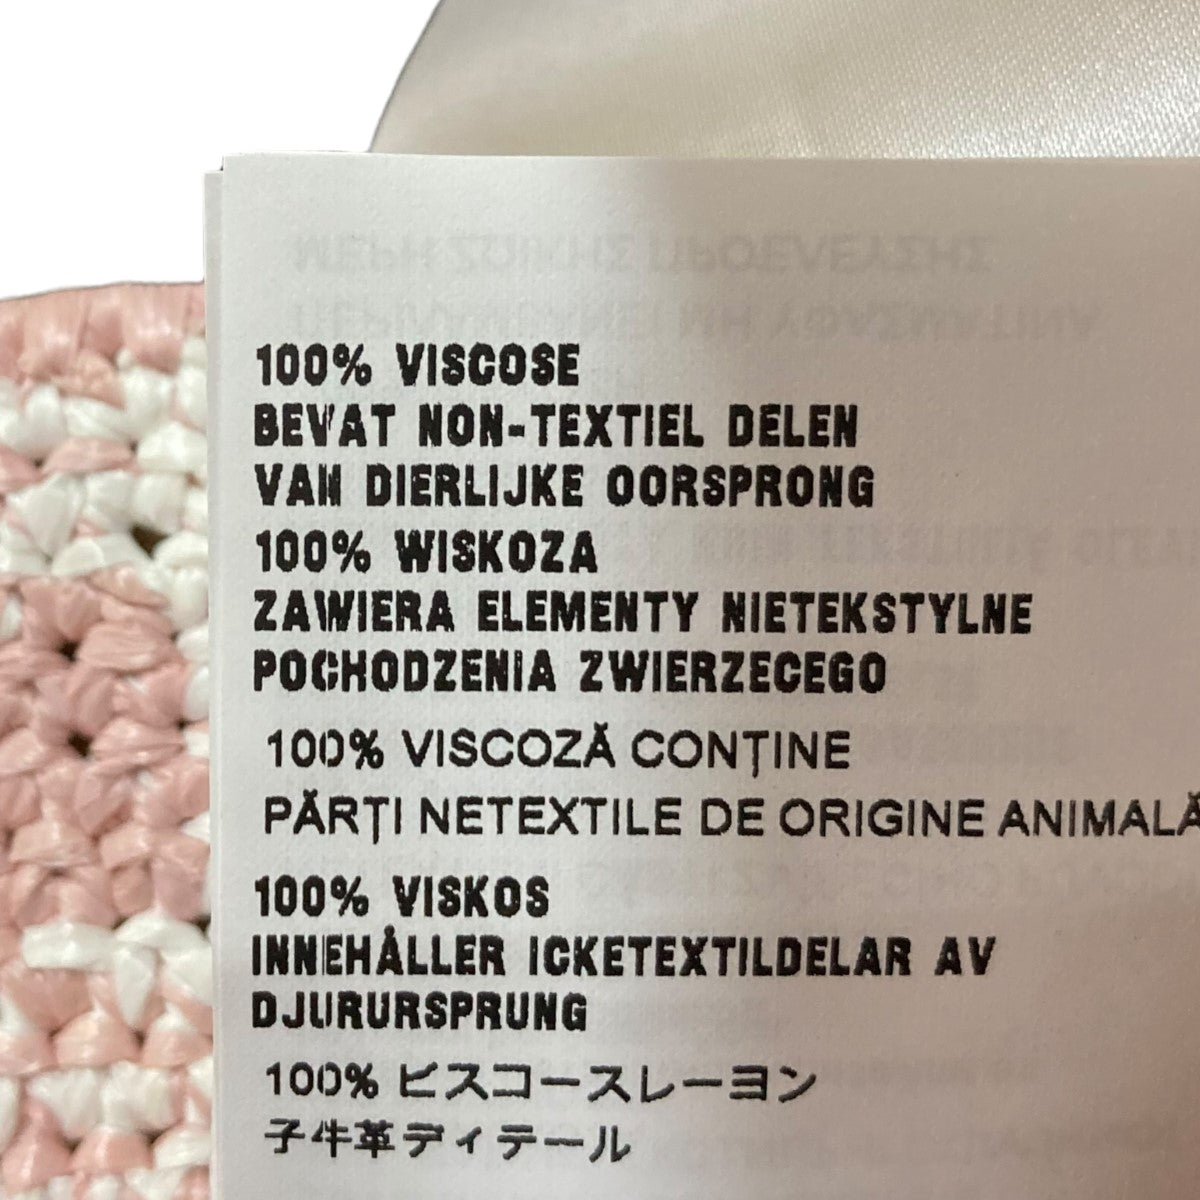 100% VISCOSE
BEVAT NON-TEXTIEL DELEN
VAN DIERLIJKE OORSPRONG
100% WISKOZA
ZAWIERA ELEMENTY NIETEKSTYLNE
POCHODZENIA ZWIERZECEGO
100% VISCOZĂ CONȚINE
PĂRȚI NETEXTILE DE ORIGINE ANIMALĂ
100% VISKOS
INNEHÅLLER ICKETEXTILDELAR AV
DJURURSPRUNG
100% ビスコースレーヨン
子牛革ディテール